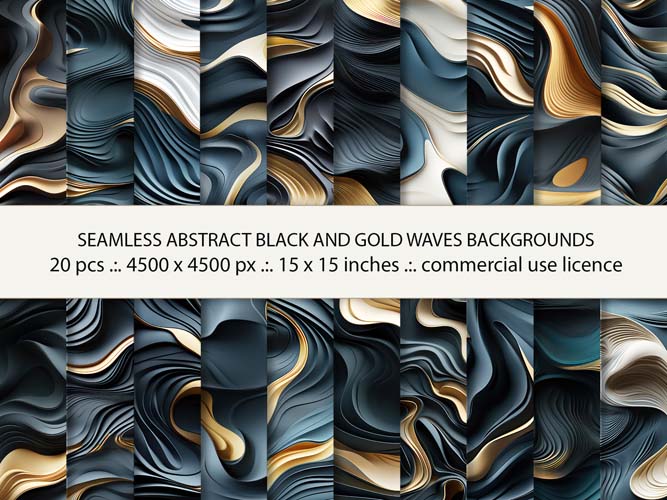 SEAMLESS ABSTRACT BLACK AND GOLD WAVES BACKGROUNDS
20 pcs .:. 4500 x 4500 px .:. 15 x 15 inches .:. commercial use licence